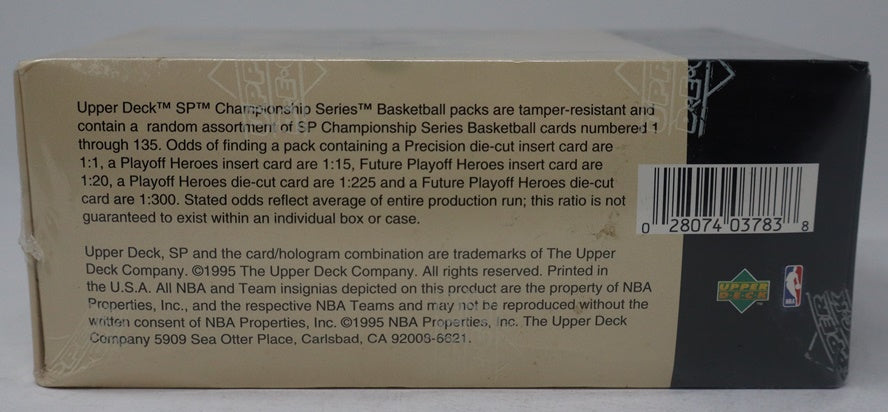 Upper Deck™ SP™ Championship Series™ Basketball packs are tamper-resistant and
contain a random assortment of SP Championship Series Basketball cards numbered 1
through 135. Odds of finding a pack containing a Precision die-cut insert card are
1:1, a Playoff Heroes insert card are 1:15, Future Playoff Heroes insert card are
1:20, a Playoff Heroes die-cut card are 1:225 and a Future Playoff Heroes die-cut
card are 1:300. Stated odds reflect average of entire production run; this ratio is not
guaranteed to exist within an individual box or case.
Upper Deck, SP and the card/hologram combination are trademarks of The Upper
Deck Company. ©1995 The Upper Deck Company. All rights reserved. Printed in
the U.S.A. All NBA and Team insignias depicted on this product are the property of NBA
Properties, Inc., and the respective NBA Teams and may not be reproduced without the
written consent of NBA Properties, Inc. ©1995 NBA Properties, Inc. The Upper Deck
Company 5909 Sea Otter Place, Carlsbad, CA 92008-6621.
0 28074 03783 8
UPPER
DECK
NBA